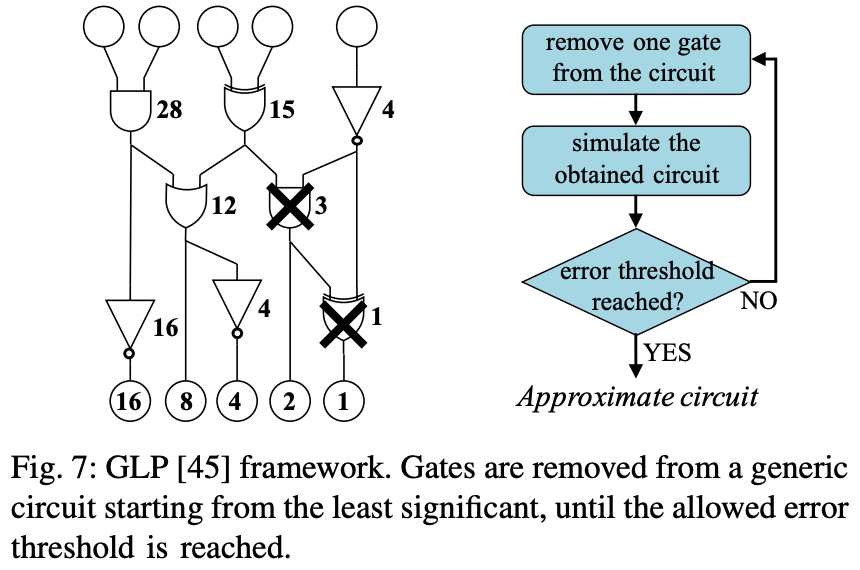 28
15
4
12
3
16
4
1
16
8
4
2
1
remove one gate
from the circuit
simulate the
obtained circuit
error threshold
reached?
NO
YES
Approximate circuit
Fig. 7: GLP [45] framework. Gates are removed from a generic
circuit starting from the least significant, until the allowed error
threshold is reached.